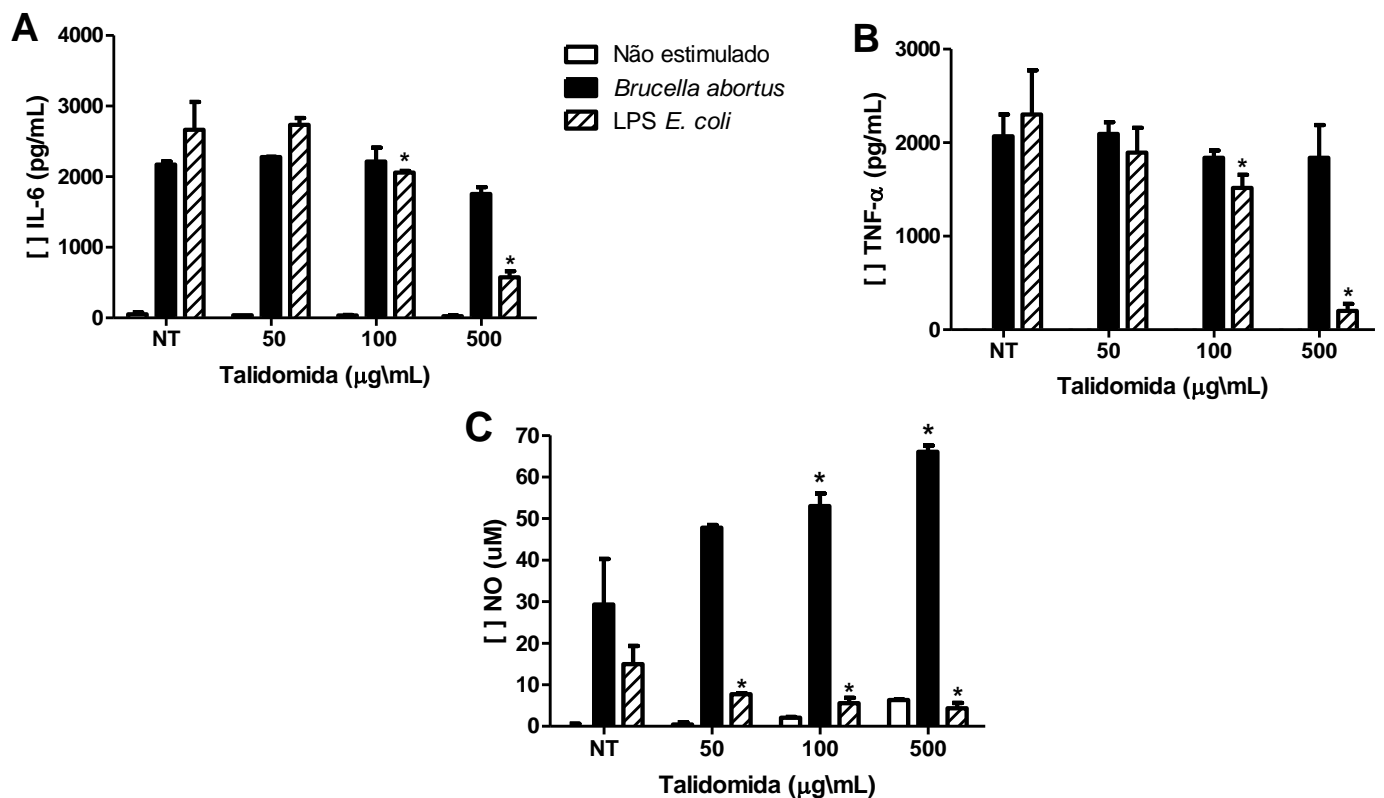 A
4000
3000
2000
1000
0
[ ] IL-6 (pg/mL)
* *
NT 50 100 500
Talidomida (μg\mL)
Não estimulado
Brucella abortus
LPS E. coli
B
3000
2000
1000
0
[ ] TNF-α (pg/mL)
* *
NT 50 100 500
Talidomida (μg\mL)
C
70
60
50
40
30
20
10
0
[ ] NO (uM)
* * * * *
NT 50 100 500
Talidomida (μg\mL)